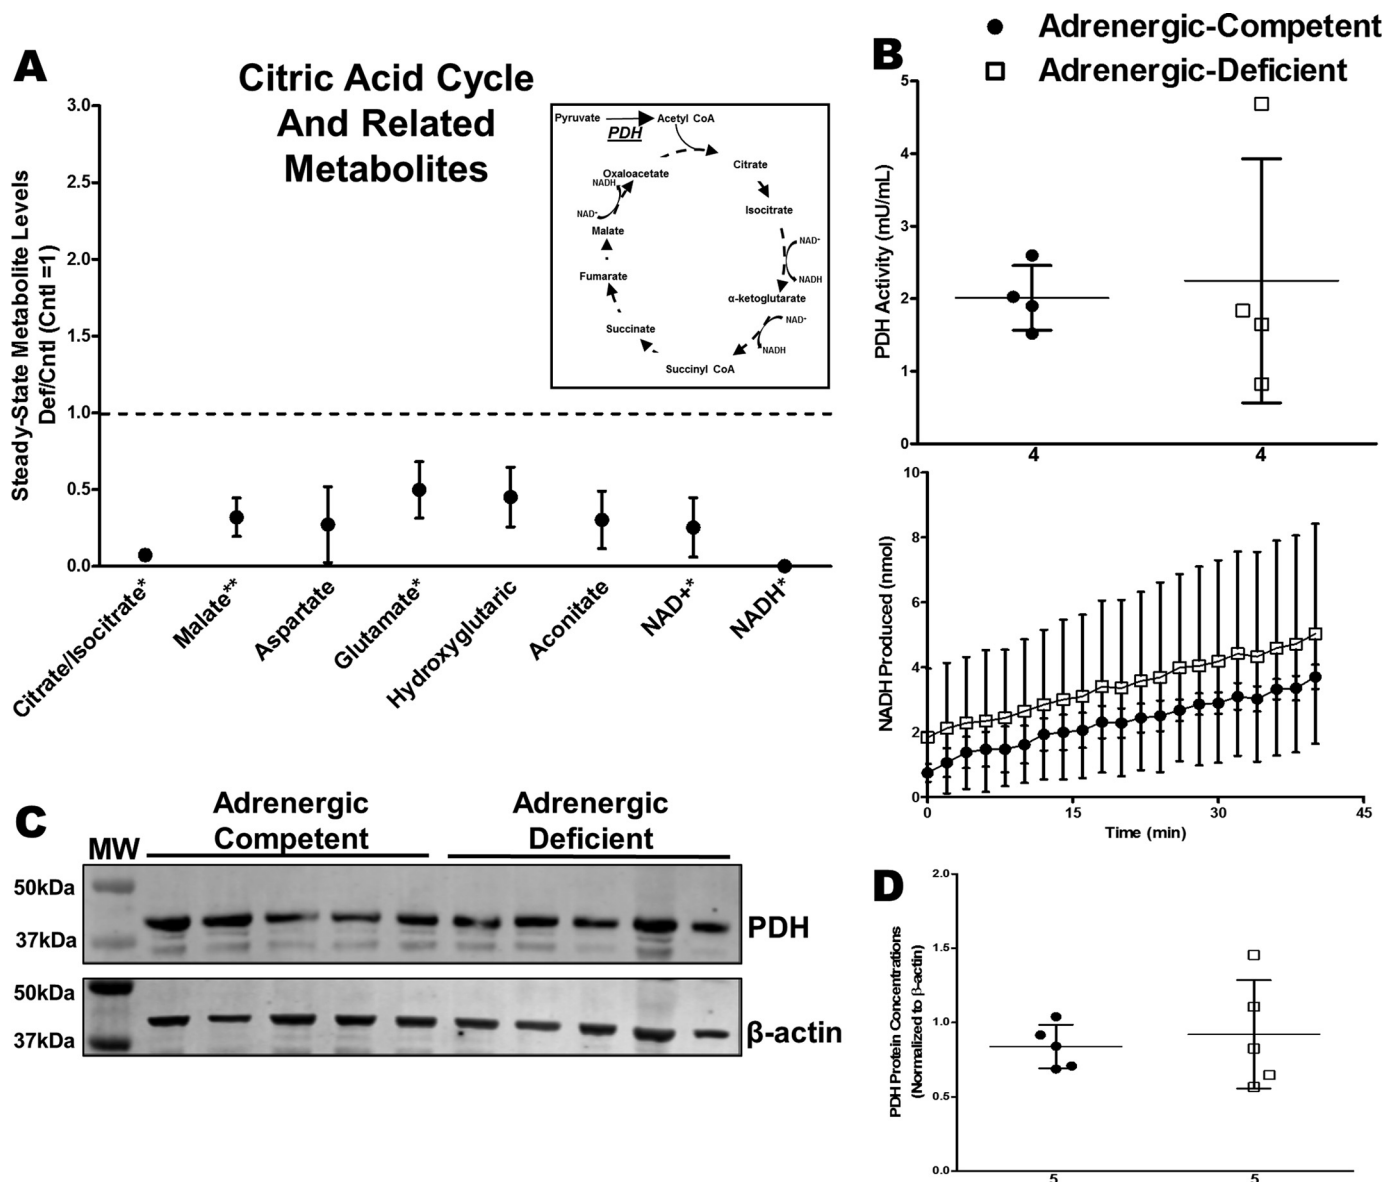 A
Citric Acid Cycle
And Related
Metabolites
Steady-State Metabolite Levels
Def/Cntl (Cntl =1)
3.0
2.5
2.0
1.5
1.0
0.5
0.0
Pyruvate
PDH
Acetyl CoA
Citrate
Isocitrate
NAD-
NADH
α-ketoglutarate
NAD-
NADH
Succinyl CoA
Succinate
Fumarate
Malate
NAD-
NADH
Oxaloacetate
Citrate/Isocitrate*
Malate**
Aspartate
Glutamate*
Hydroxyglutaric
Aconitate
NAD+*
NADH*
B
Adrenergic-Competent
Adrenergic-Deficient
PDH Activity (mU/mL)
5
4
3
2
1
0
4
4
NADH Produced (nmol)
10
8
6
4
2
0
0
15
30
45
Time (min)
C
Adrenergic
Competent
Adrenergic
Deficient
MW
50kDa
37kDa
PDH
50kDa
37kDa
β-actin
D
PDH Protein Concentrations
(Normalized to β-actin)
2.0
1.5
1.0
0.5
0.0
5
5